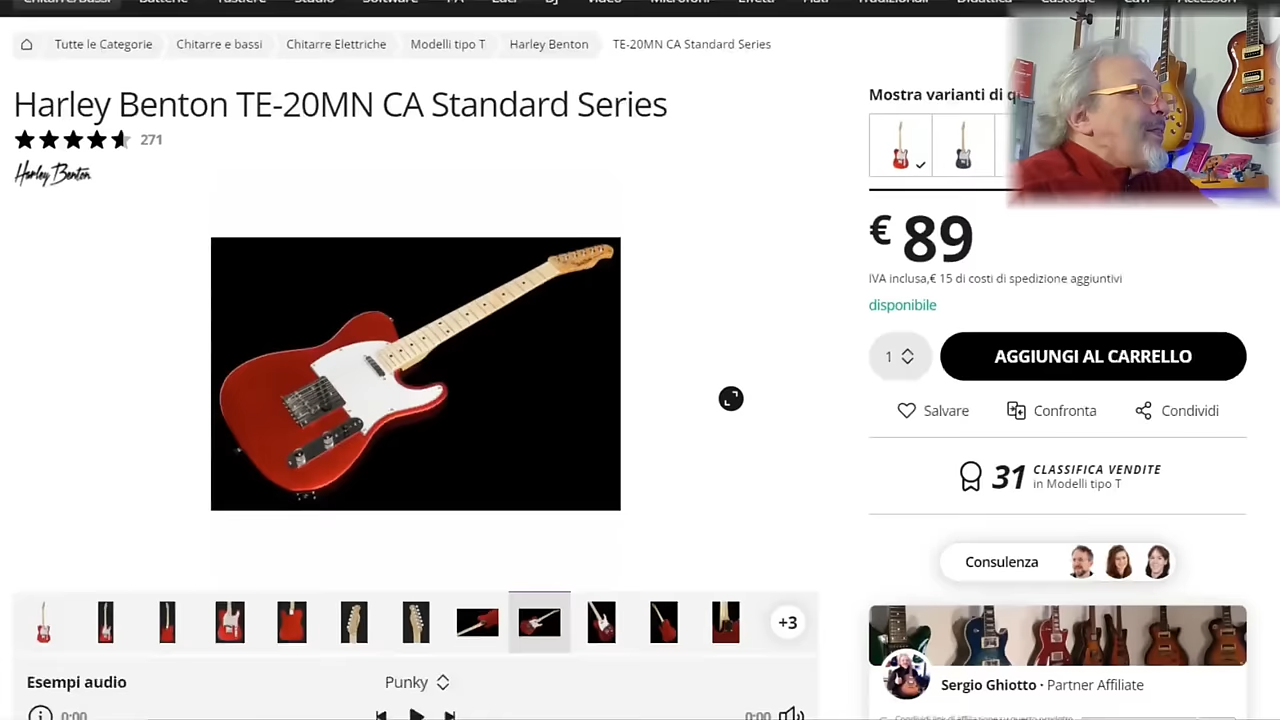 Tutte le Categorie
Chitarre e bassi
Chitarre Elettriche
Modelli tipo T
Harley Benton
TE-20MN CA Standard Series
Harley Benton TE-20MN CA Standard Series
271
Harley Benton
Mostra varianti di
€ 89
IVA inclusa,€ 15 di costi di spedizione aggiuntivi
disponibile
1
AGGIUNGI AL CARRELLO
Salvare
Confronta
Condividi
31
CLASSIFICA VENDITE
in Modelli tipo T
Consulenza
+3
Esempi audio
Punky
0:00
0:00
Sergio Ghiotto · Partner Affiliate